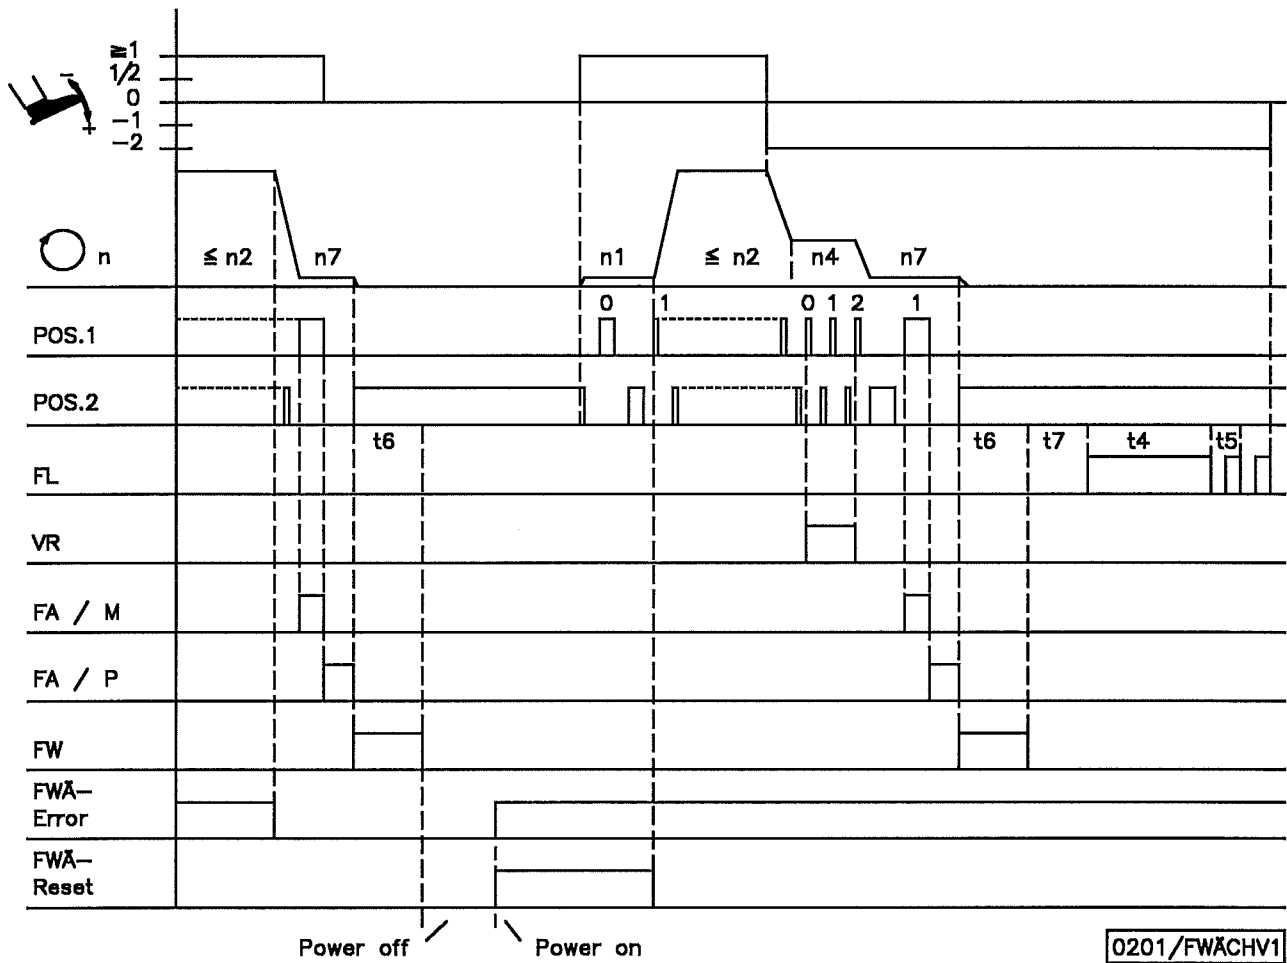 ≧1
1/2
0
−1
−2
−
+
n
≦ n2
n7
n1
≦ n2
n4
n7
POS.1
0
1
0
1
2
1
POS.2
FL
t6
t6
t7
t4
t5
VR
FA / M
FA / P
FW
FWÄ−
Error
FWÄ−
Reset
Power off
Power on
0201/FWÄCHV1